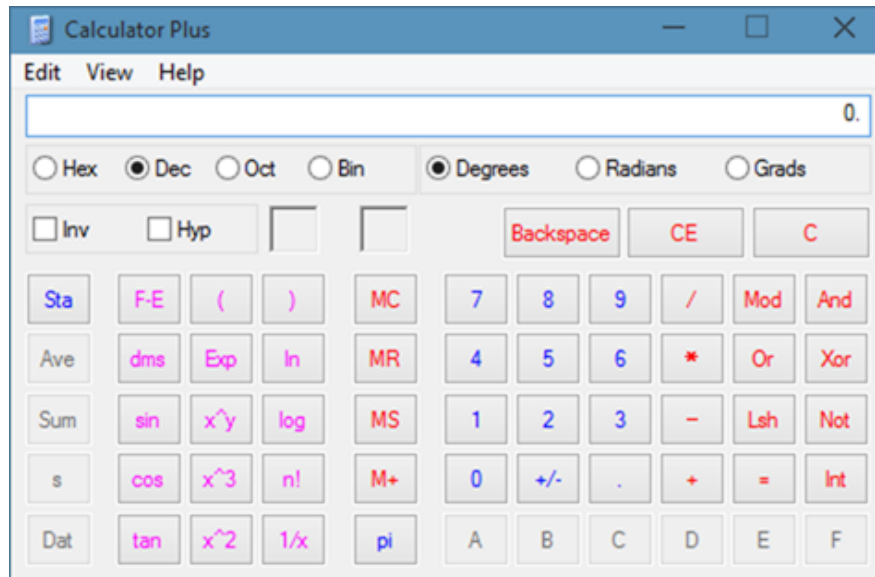 Calculator Plus
Edit View Help
0.
Hex Dec Oct Bin Degrees Radians Grads
Inv Hyp Backspace CE C
Sta F-E ( ) MC 7 8 9 / Mod And
Ave dms Exp ln MR 4 5 6 * Or Xor
Sum sin x^y log MS 1 2 3 - Lsh Not
s cos x^3 n! M+ 0 +/- . + = Int
Dat tan x^2 1/x pi A B C D E F